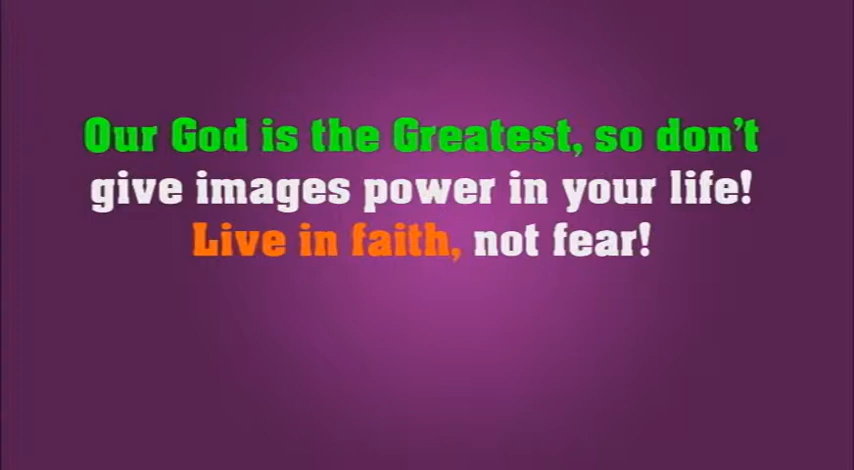 Our God is the Greatest, so don't
give images power in your life!
Live in faith, not fear!